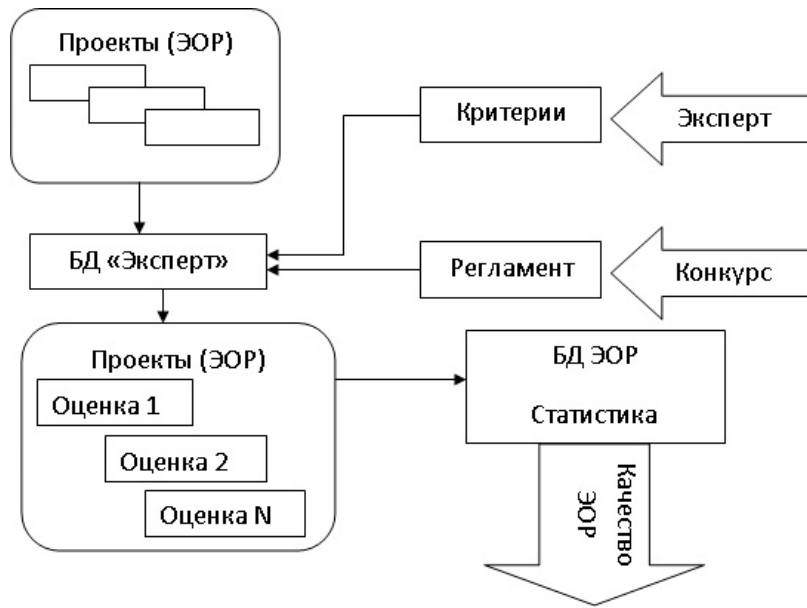 Проекты (ЭОР)
Критерии
Эксперт
БД «Эксперт»
Регламент
Конкурс
Проекты (ЭОР)
Оценка 1
Оценка 2
Оценка N
БД ЭОР
Статистика
Качество
ЭОР